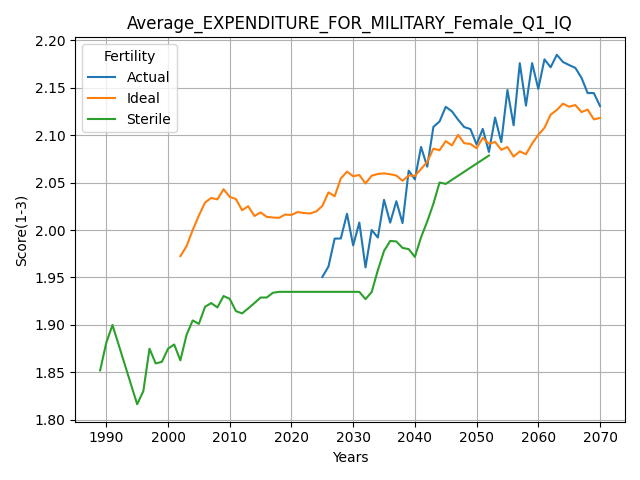 Average_EXPENDITURE_FOR_MILITARY_Female_Q1_IQ
Fertility
Actual
Ideal
Sterile
Score(1-3)
2.20
2.15
2.10
2.05
2.00
1.95
1.90
1.85
1.80
1990 2000 2010 2020 2030 2040 2050 2060 2070
Years